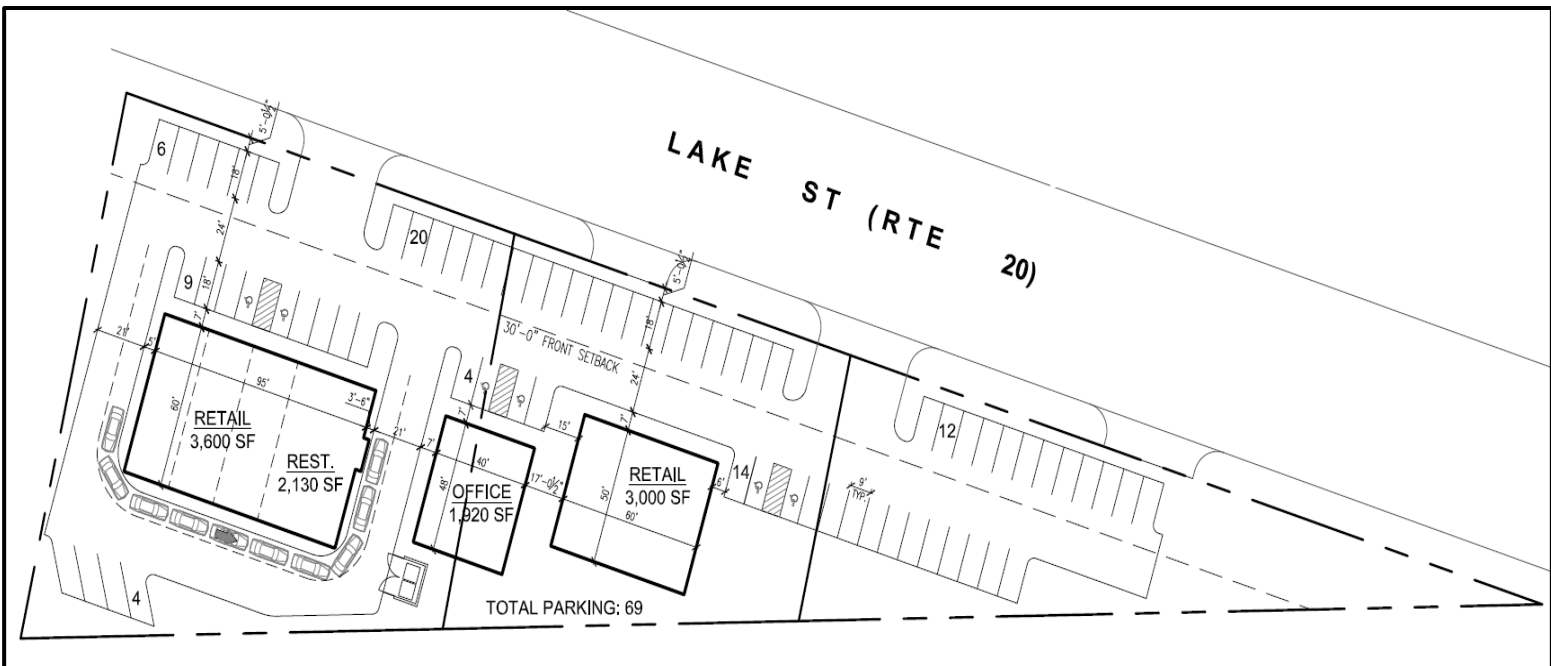 LAKE ST (RTE 20)
5'-0½"
6
18'
24'
20
5'-0½"
9
18'
7'
18'
30'-0" FRONT SETBACK
24'
21'
5'
95'
3'-6"
60'
RETAIL
3,600 SF
REST.
2,130 SF
21'
4
7'
7'
15'
7'
12
40'
48'
OFFICE
1,920 SF
17'-0½"
RETAIL
3,000 SF
50'
60'
6'
14
9'
TYP.
4
TOTAL PARKING: 69